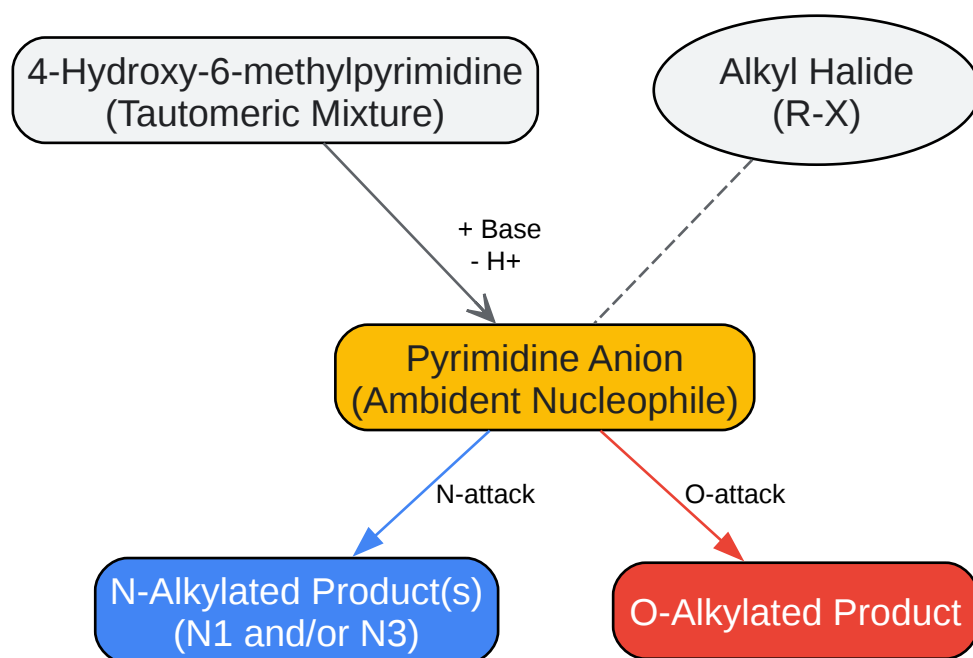 4-Hydroxy-6-methylpyrimidine
(Tautomeric Mixture)
Alkyl Halide
(R-X)
+ Base
- H+
Pyrimidine Anion
(Ambident Nucleophile)
N-attack
O-attack
N-Alkylated Product(s)
(N1 and/or N3)
O-Alkylated Product